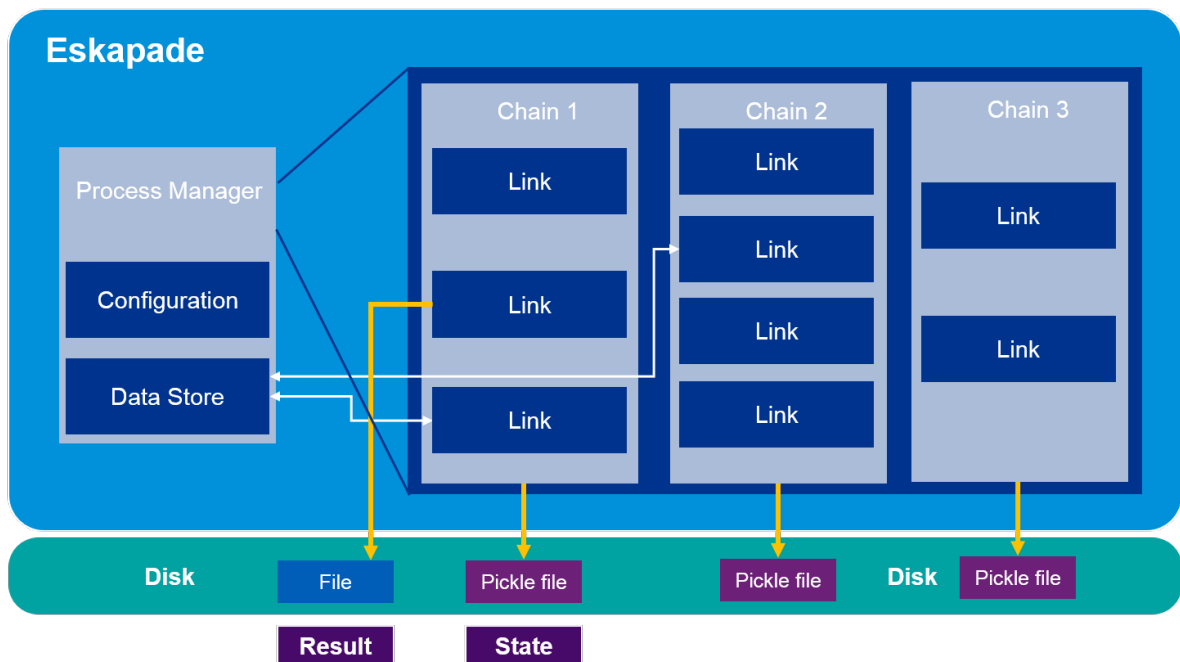 Eskapade
Process Manager
Configuration
Data Store
Chain 1
Link
Link
Link
Chain 2
Link
Link
Link
Link
Chain 3
Link
Link
Disk
File
Pickle file
Pickle file
Disk
Pickle file
Result
State